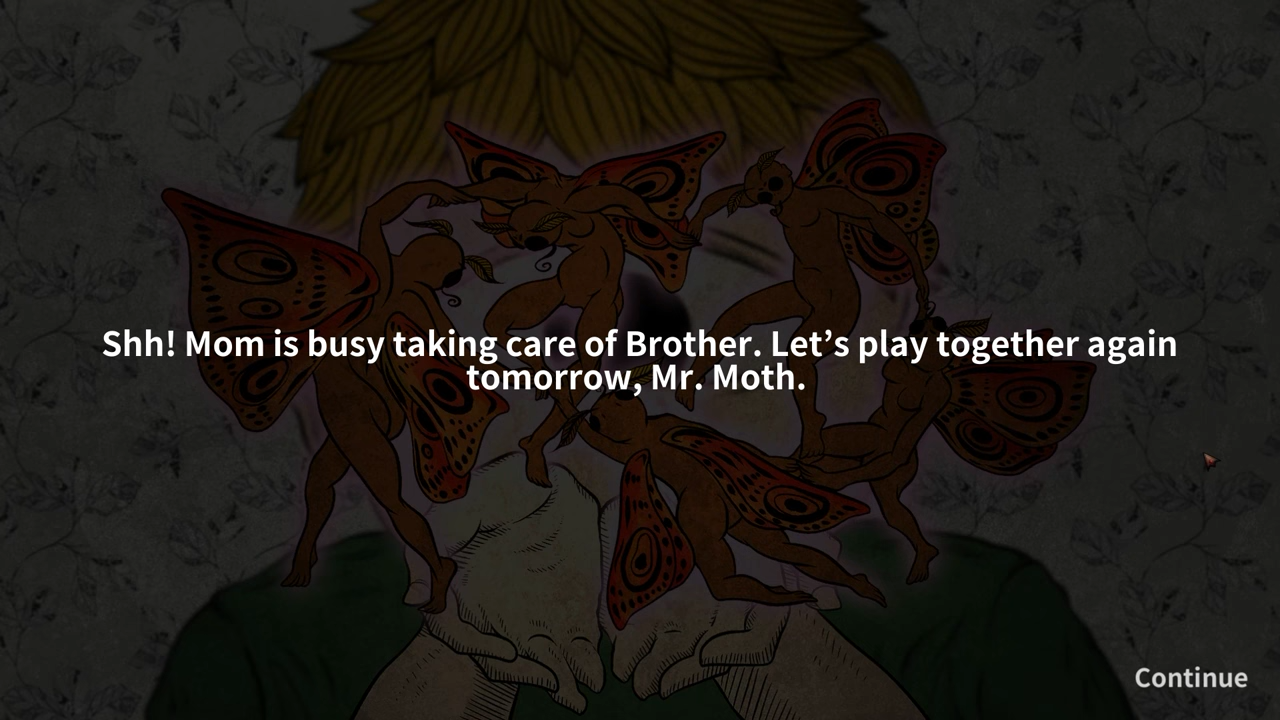 Shh! Mom is busy taking care of Brother. Let’s play together again
tomorrow, Mr. Moth.
Continue